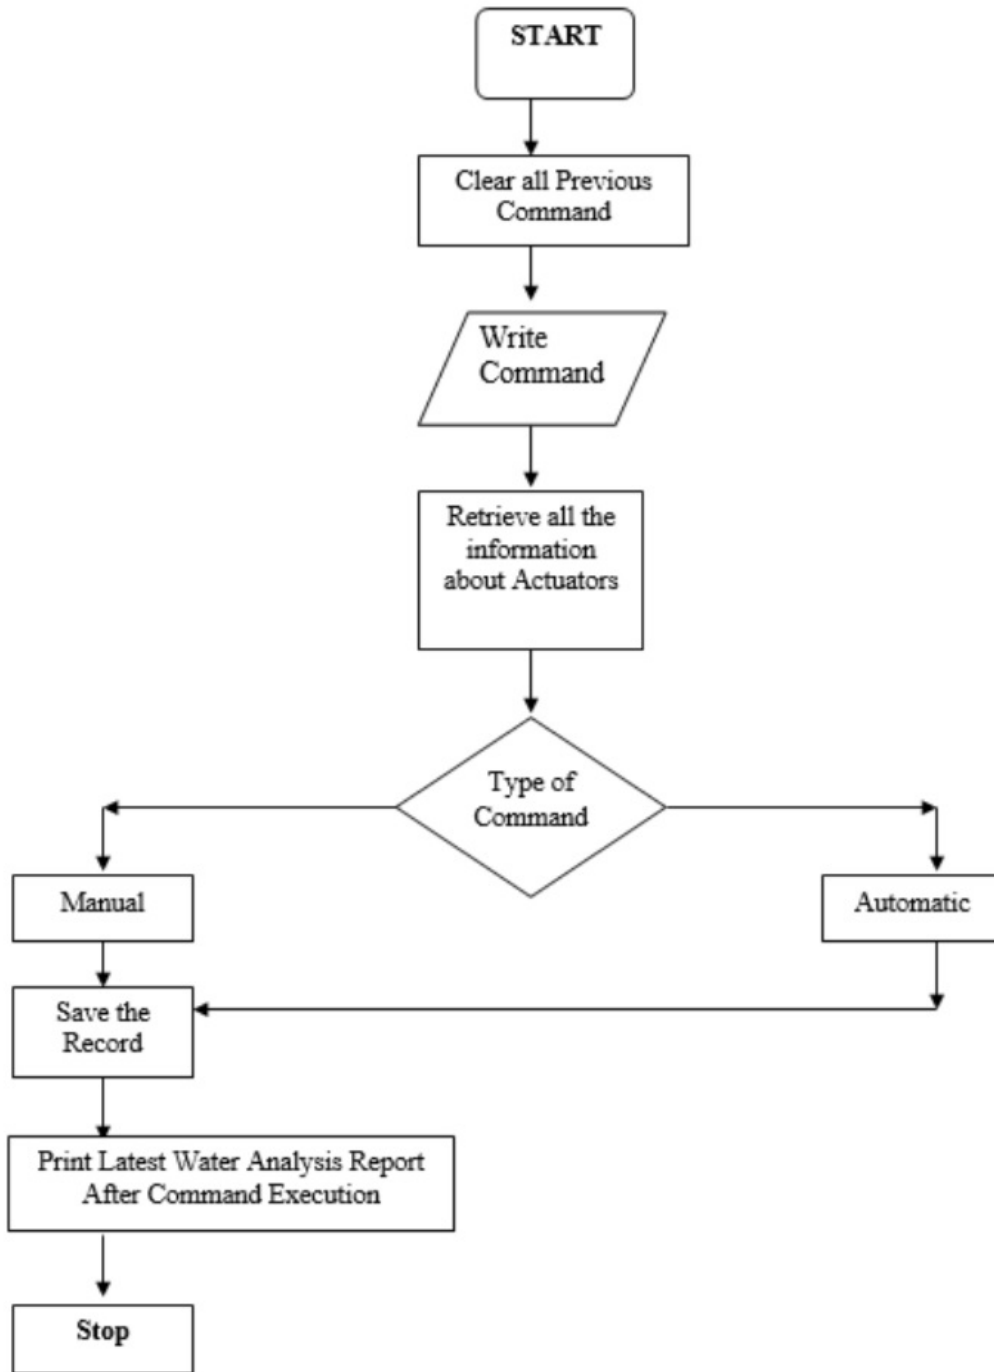 START
Clear all Previous
Command
Write
Command
Retrieve all the
information
about Actuators
Type of
Command
Manual
Automatic
Save the
Record
Print Latest Water Analysis Report
After Command Execution
Stop